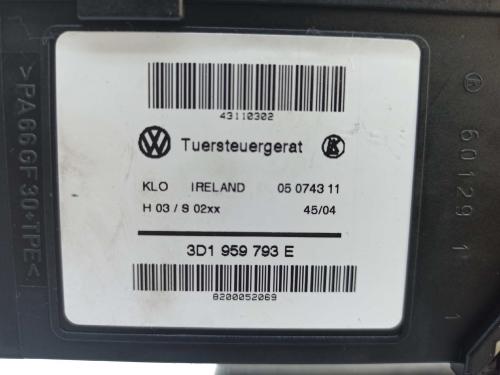 43110302
Tuersteuergerat
KLO IRELAND 05 0743 11
H 03 / S 02xx 45/04
3D1 959 793 E
8200052069
>PA66GF30+TPE<
60129 1 1